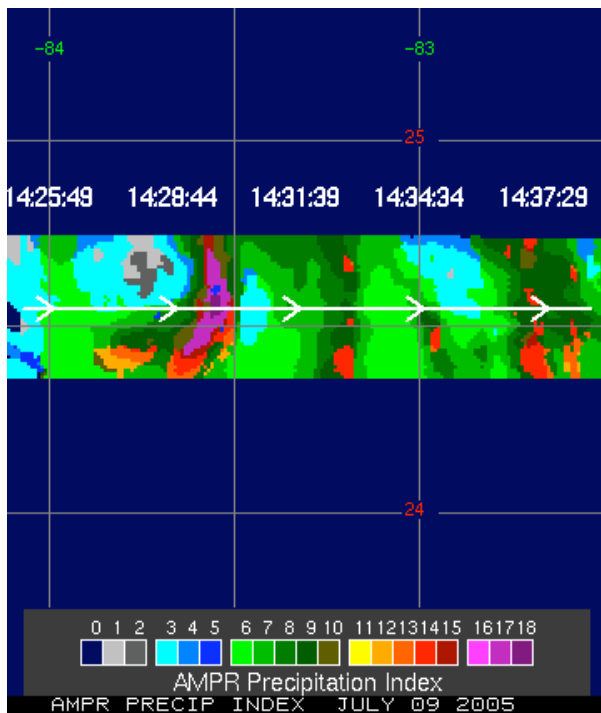 -84 -83
25
14:25:49 14:28:44 14:31:39 14:34:34 14:37:29
24
0 1 2 3 4 5 6 7 8 9 10 11 12 13 14 15 16 17 18
AMPR Precipitation Index
AMPR PRECIP INDEX JULY 09 2005